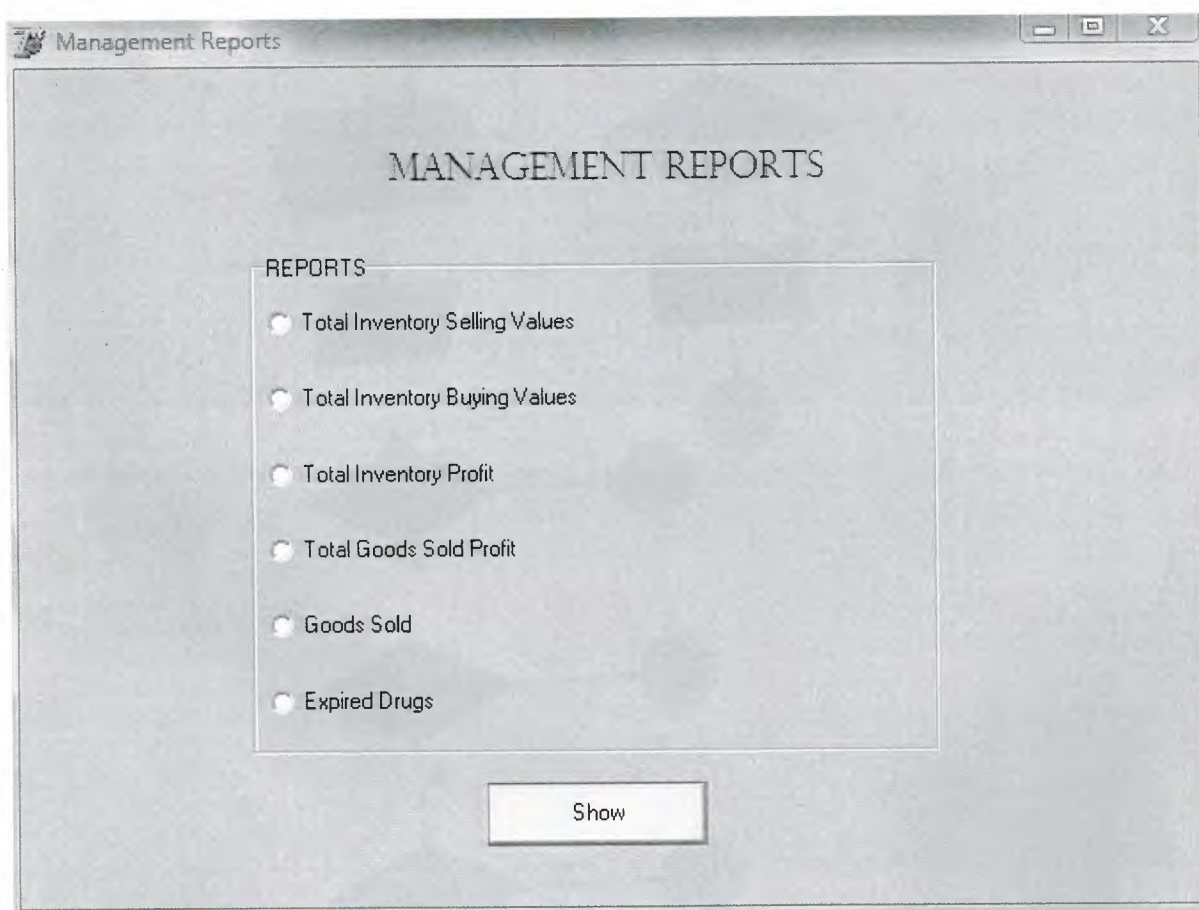 Management Reports
MANAGEMENT REPORTS
REPORTS
Total Inventory Selling Values
Total Inventory Buying Values
Total Inventory Profit
Total Goods Sold Profit
Goods Sold
Expired Drugs
Show